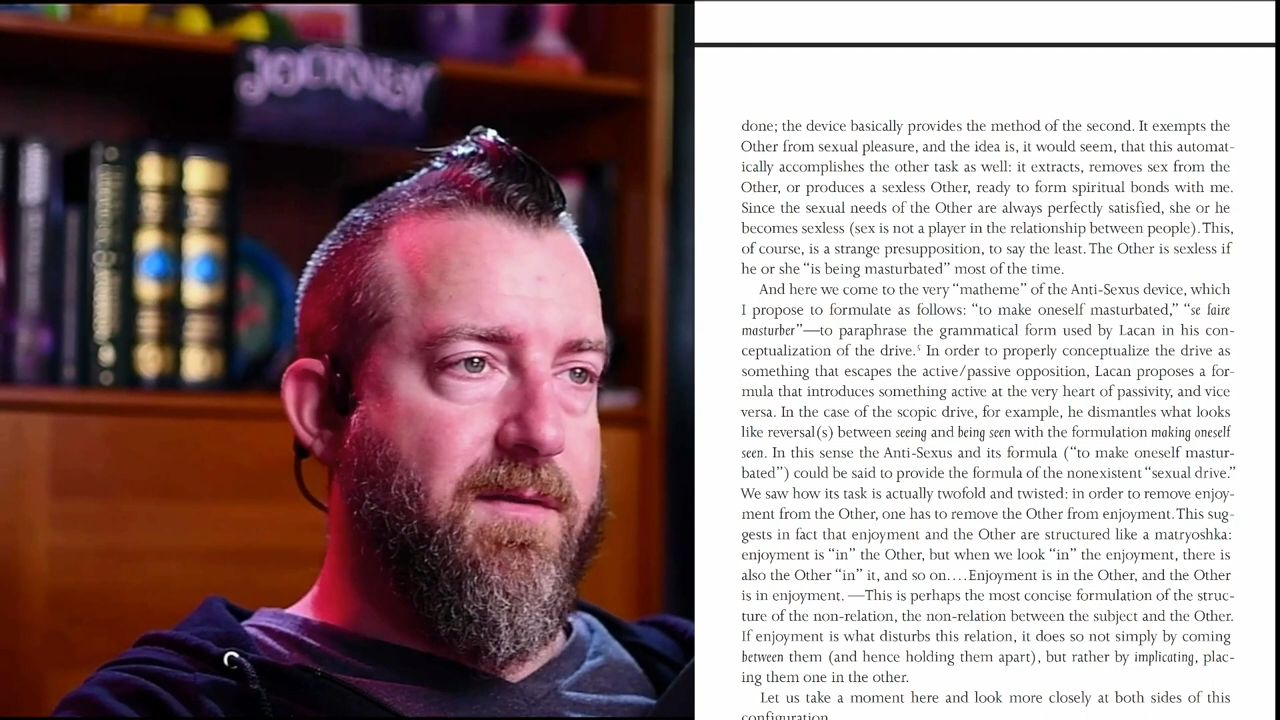 JOURNEY
done; the device basically provides the method of the second. It exempts the
Other from sexual pleasure, and the idea is, it would seem, that this automat-
ically accomplishes the other task as well: it extracts, removes sex from the
Other, or produces a sexless Other, ready to form spiritual bonds with me.
Since the sexual needs of the Other are always perfectly satisfied, she or he
becomes sexless (sex is not a player in the relationship between people). This,
of course, is a strange presupposition, to say the least. The Other is sexless if
he or she “is being masturbated” most of the time.
And here we come to the very “matheme” of the Anti-Sexus device, which
I propose to formulate as follows: “to make oneself masturbated,” “se faire
masturber”—to paraphrase the grammatical form used by Lacan in his con-
ceptualization of the drive.5 In order to properly conceptualize the drive as
something that escapes the active/passive opposition, Lacan proposes a for-
mula that introduces something active at the very heart of passivity, and vice
versa. In the case of the scopic drive, for example, he dismantles what looks
like reversal(s) between seeing and being seen with the formulation making oneself
seen. In this sense the Anti-Sexus and its formula (“to make oneself mastur-
bated”) could be said to provide the formula of the nonexistent “sexual drive.”
We saw how its task is actually twofold and twisted: in order to remove enjoy-
ment from the Other, one has to remove the Other from enjoyment. This sug-
gests in fact that enjoyment and the Other are structured like a matryoshka:
enjoyment is “in” the Other, but when we look “in” the enjoyment, there is
also the Other “in” it, and so on. . . . Enjoyment is in the Other, and the Other
is in enjoyment. —This is perhaps the most concise formulation of the struc-
ture of the non-relation, the non-relation between the subject and the Other.
If enjoyment is what disturbs this relation, it does so not simply by coming
between them (and hence holding them apart), but rather by implicating, plac-
ing them one in the other.
Let us take a moment here and look more closely at both sides of this
configuration.